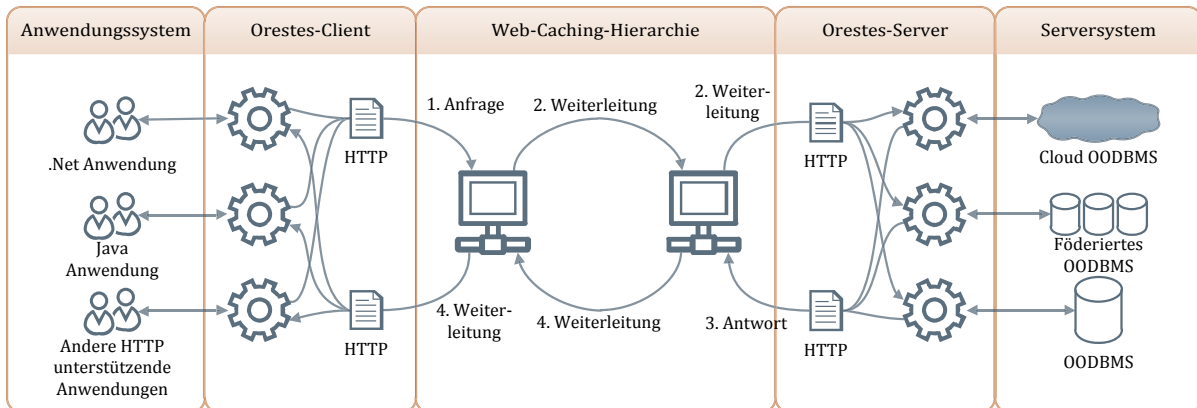 Anwendungssystem
Orestes-Client
Web-Caching-Hierarchie
Orestes-Server
Serversystem
.Net Anwendung
Java
Anwendung
Andere HTTP
unterstützende
Anwendungen
HTTP
HTTP
1. Anfrage
2. Weiterleitung
2. Weiter-
leitung
4. Weiter-
leitung
4. Weiterleitung
3. Antwort
HTTP
HTTP
Cloud OODBMS
Föderiertes
OODBMS
OODBMS